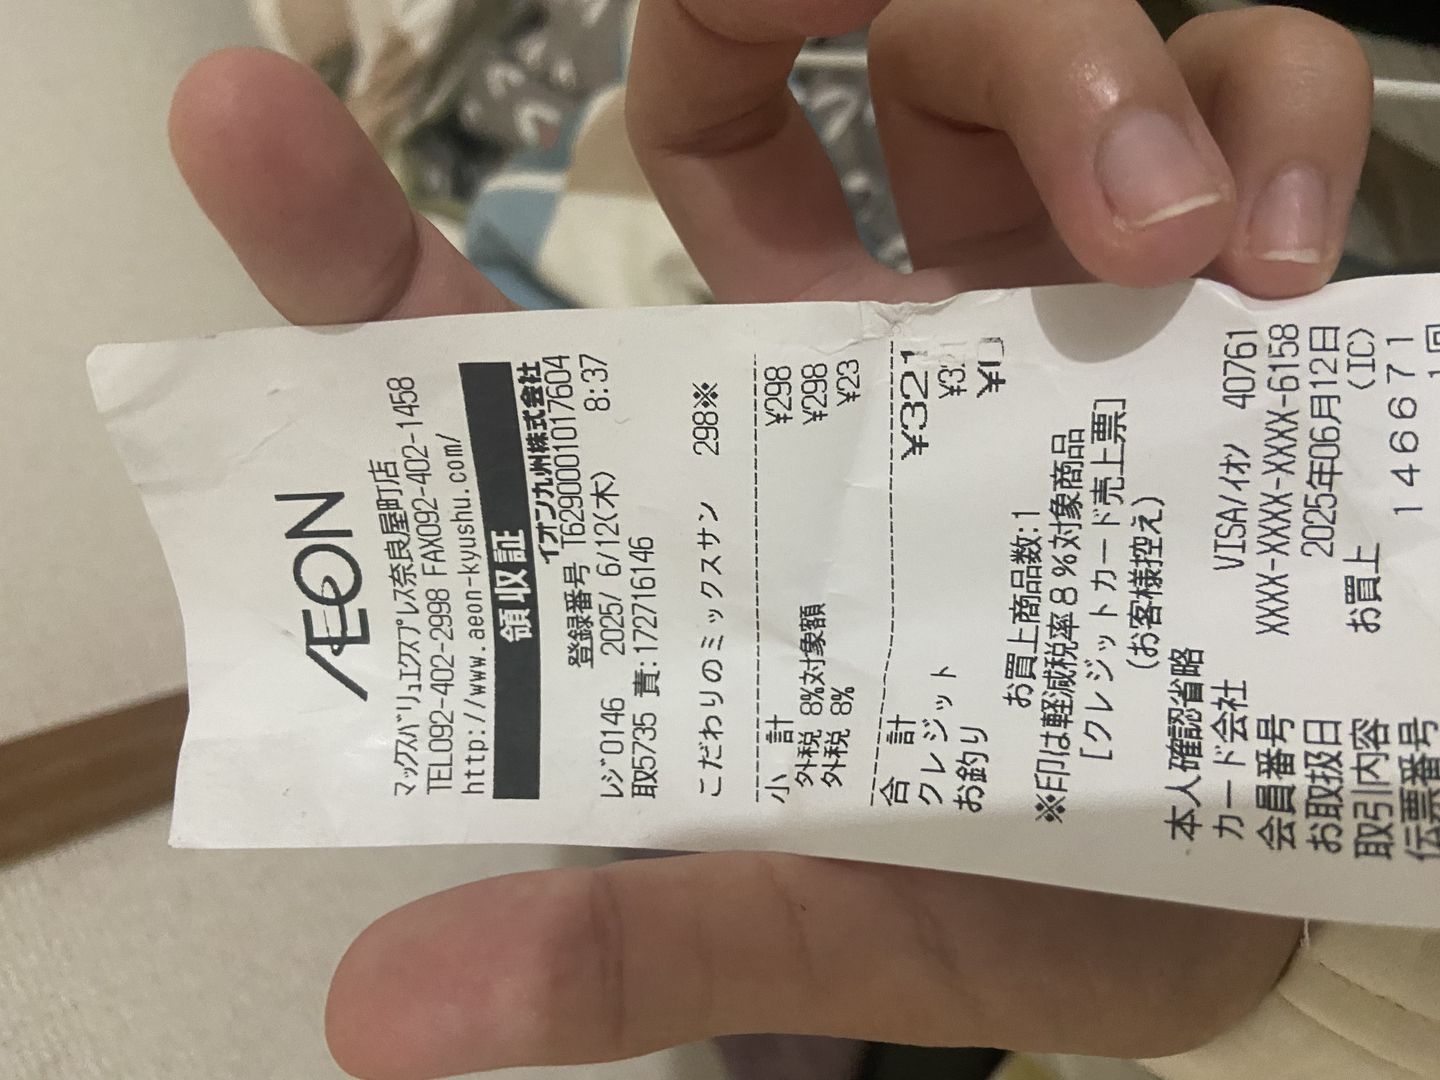 ÆON
マックスバリュエクスプレス奈良屋町店
TEL092-402-2998 FAX092-402-1458
http://www.aeon-kyushu.com/
領収証
イオン九州株式会社
登録番号 T6290001017604
レジ0146 2025/ 6/12(木) 8:37
取5735 責:172716146
こだわりのミックスサン 298※
小 計 ¥298
外税 8%対象額 ¥298
外税 8% ¥23
合 計 ¥321
クレジット
お釣り
お買上商品数:1
※印は軽減税率8%対象商品
[クレジットカード売上票]
(お客様控え)
本人確認省略
カード会社 VISA/イオン 40761
会員番号 XXXX-XXXX-XXXX-6158
お取扱日 2025年06月12日
取引内容 お買上 (IC)
伝票番号 146671
1回